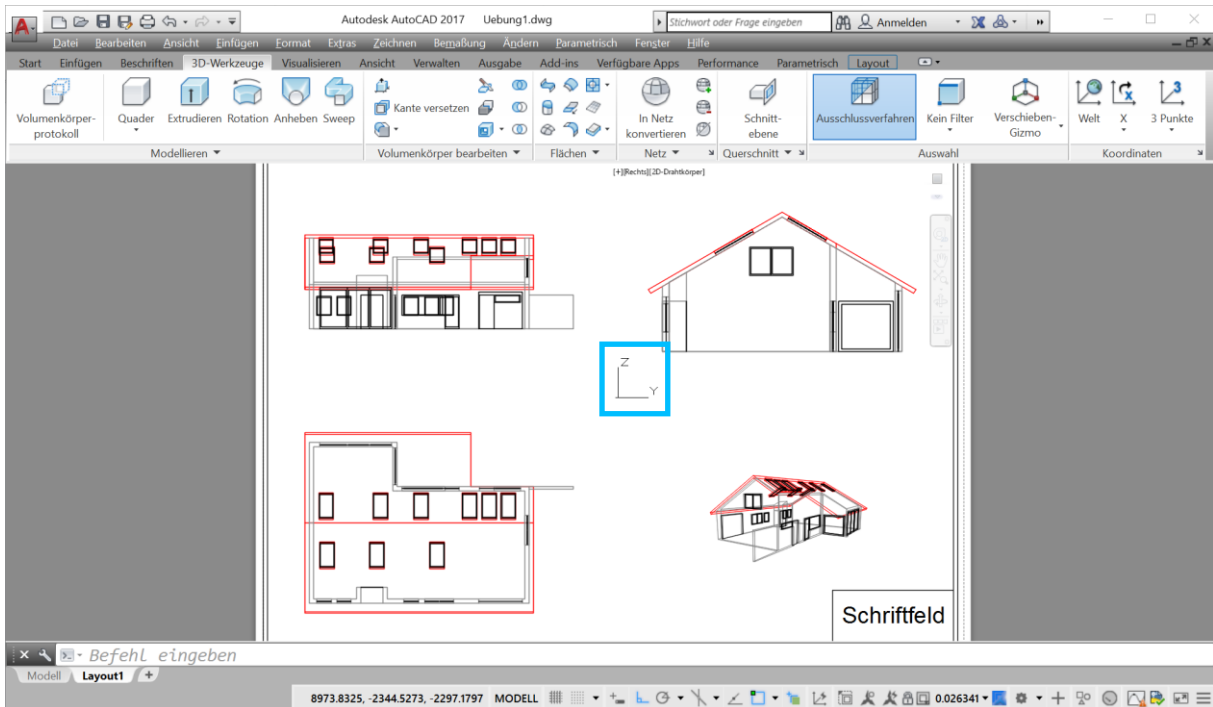 A Autodesk AutoCAD 2017 Uebung1.dwg Stichwort oder Frage eingeben Anmelden
Datei Bearbeiten Ansicht Einfügen Format Extras Zeichnen Bemaßung Ändern Parametrisch Fenster Hilfe
Start Einfügen Beschriften 3D-Werkzeuge Visualisieren Ansicht Verwalten Ausgabe Add-ins Verfügbare Apps Performance Parametrisch Layout
Volumenkörper-
protokoll
Quader Extrudieren Rotation Anheben Sweep
Kante versetzen
In Netz
konvertieren
Schnitt-
ebene
Ausschlussverfahren
Kein Filter
Verschieben-
Gizmo
Welt X 3 Punkte
Modellieren Volumenkörper bearbeiten Flächen Netz Querschnitt Auswahl Koordinaten
[+][Rechts][2D-Drahtkörper]
Z
Y
Schriftfeld
Befehl eingeben
Modell Layout1 +
8973.8325, -2344.5273, -2297.1797 MODELL 0.026341